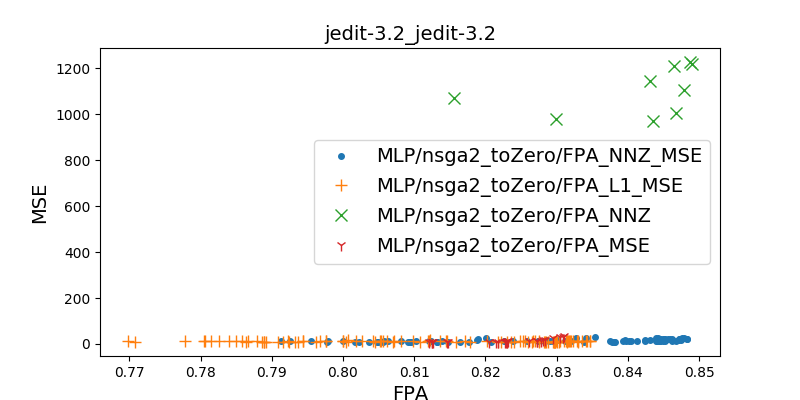 jedit-3.2_jedit-3.2
1200
1000
800
600
400
200
0
MSE
MLP/nsga2_toZero/FPA_NNZ_MSE
MLP/nsga2_toZero/FPA_L1_MSE
MLP/nsga2_toZero/FPA_NNZ
MLP/nsga2_toZero/FPA_MSE
0.77 0.78 0.79 0.80 0.81 0.82 0.83 0.84 0.85
FPA